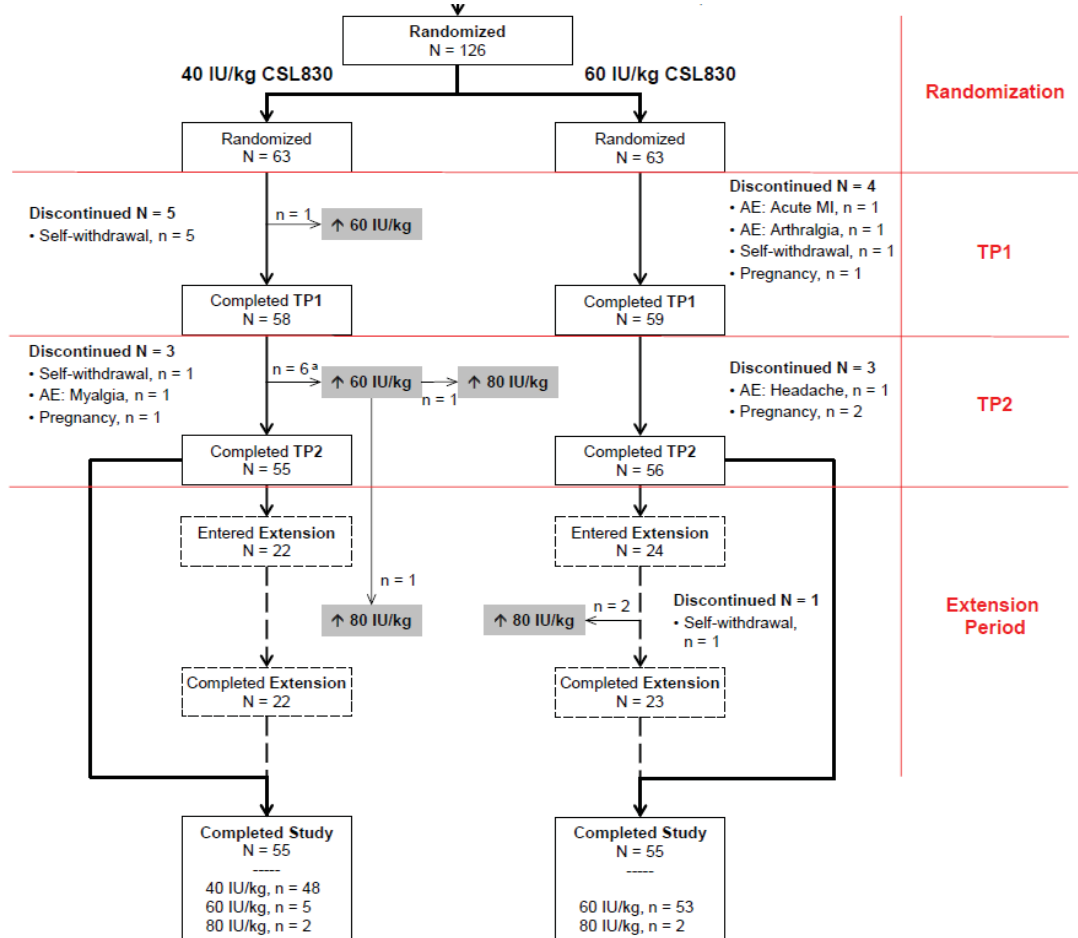 Randomized
N = 126
40 IU/kg CSL830
60 IU/kg CSL830
Randomization
Randomized
N = 63
Randomized
N = 63
Discontinued N = 5
• Self-withdrawal, n = 5
n = 1
↑ 60 IU/kg
Discontinued N = 4
• AE: Acute MI, n = 1
• AE: Arthralgia, n = 1
• Self-withdrawal, n = 1
• Pregnancy, n = 1
TP1
Completed TP1
N = 58
Completed TP1
N = 59
Discontinued N = 3
• Self-withdrawal, n = 1
• AE: Myalgia, n = 1
• Pregnancy, n = 1
n = 6 a
↑ 60 IU/kg
n = 1
↑ 80 IU/kg
Discontinued N = 3
• AE: Headache, n = 1
• Pregnancy, n = 2
TP2
Completed TP2
N = 55
Completed TP2
N = 56
Entered Extension
N = 22
Entered Extension
N = 24
n = 1
↑ 80 IU/kg
n = 2
↑ 80 IU/kg
Discontinued N = 1
• Self-withdrawal,
n = 1
Extension
Period
Completed Extension
N = 22
Completed Extension
N = 23
Completed Study
N = 55
-----
40 IU/kg, n = 48
60 IU/kg, n = 5
80 IU/kg, n = 2
Completed Study
N = 55
-----
60 IU/kg, n = 53
80 IU/kg, n = 2